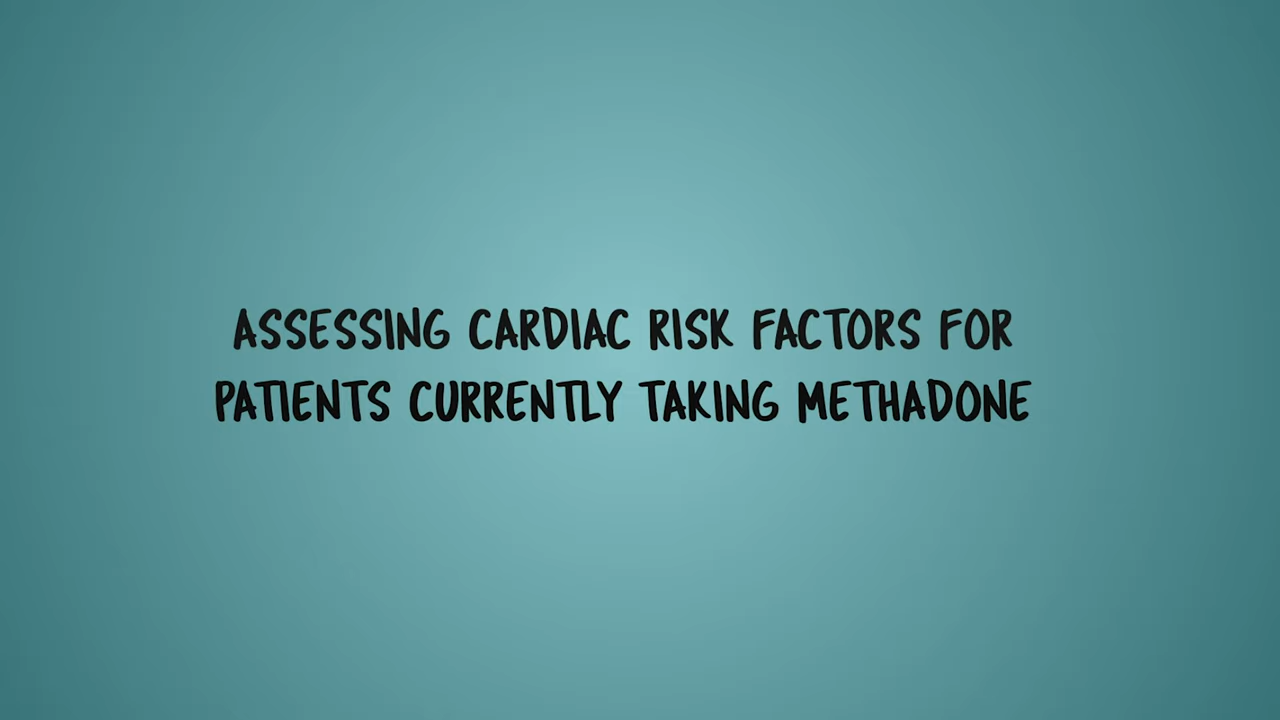 ASSESSING CARDIAC RISK FACTORS FOR
PATIENTS CURRENTLY TAKING METHADONE